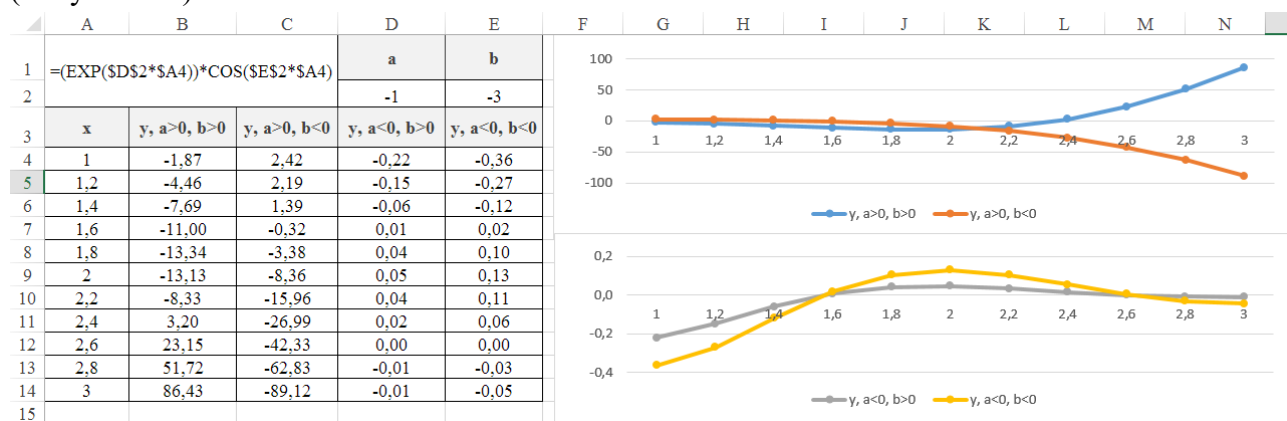 A B C D E F G H I J K L M N
1 =(EXP($D$2*$A4))*COS($E$2*$A4) a b
2 -1 -3
3 x y, a>0, b>0 y, a>0, b<0 y, a<0, b>0 y, a<0, b<0
4 1 -1,87 2,42 -0,22 -0,36
5 1,2 -4,46 2,19 -0,15 -0,27
6 1,4 -7,69 1,39 -0,06 -0,12
7 1,6 -11,00 -0,32 0,01 0,02
8 1,8 -13,34 -3,38 0,04 0,10
9 2 -13,13 -8,36 0,05 0,13
10 2,2 -8,33 -15,96 0,04 0,11
11 2,4 3,20 -26,99 0,02 0,06
12 2,6 23,15 -42,33 0,00 0,00
13 2,8 51,72 -62,83 -0,01 -0,03
14 3 86,43 -89,12 -0,01 -0,05
15
100
50
0
1 1,2 1,4 1,6 1,8 2 2,2 2,4 2,6 2,8 3
-50
-100
y, a>0, b>0 y, a>0, b<0
0,2
0,0
1 1,2 1,4 1,6 1,8 2 2,2 2,4 2,6 2,8 3
-0,2
-0,4
y, a<0, b>0 y, a<0, b<0